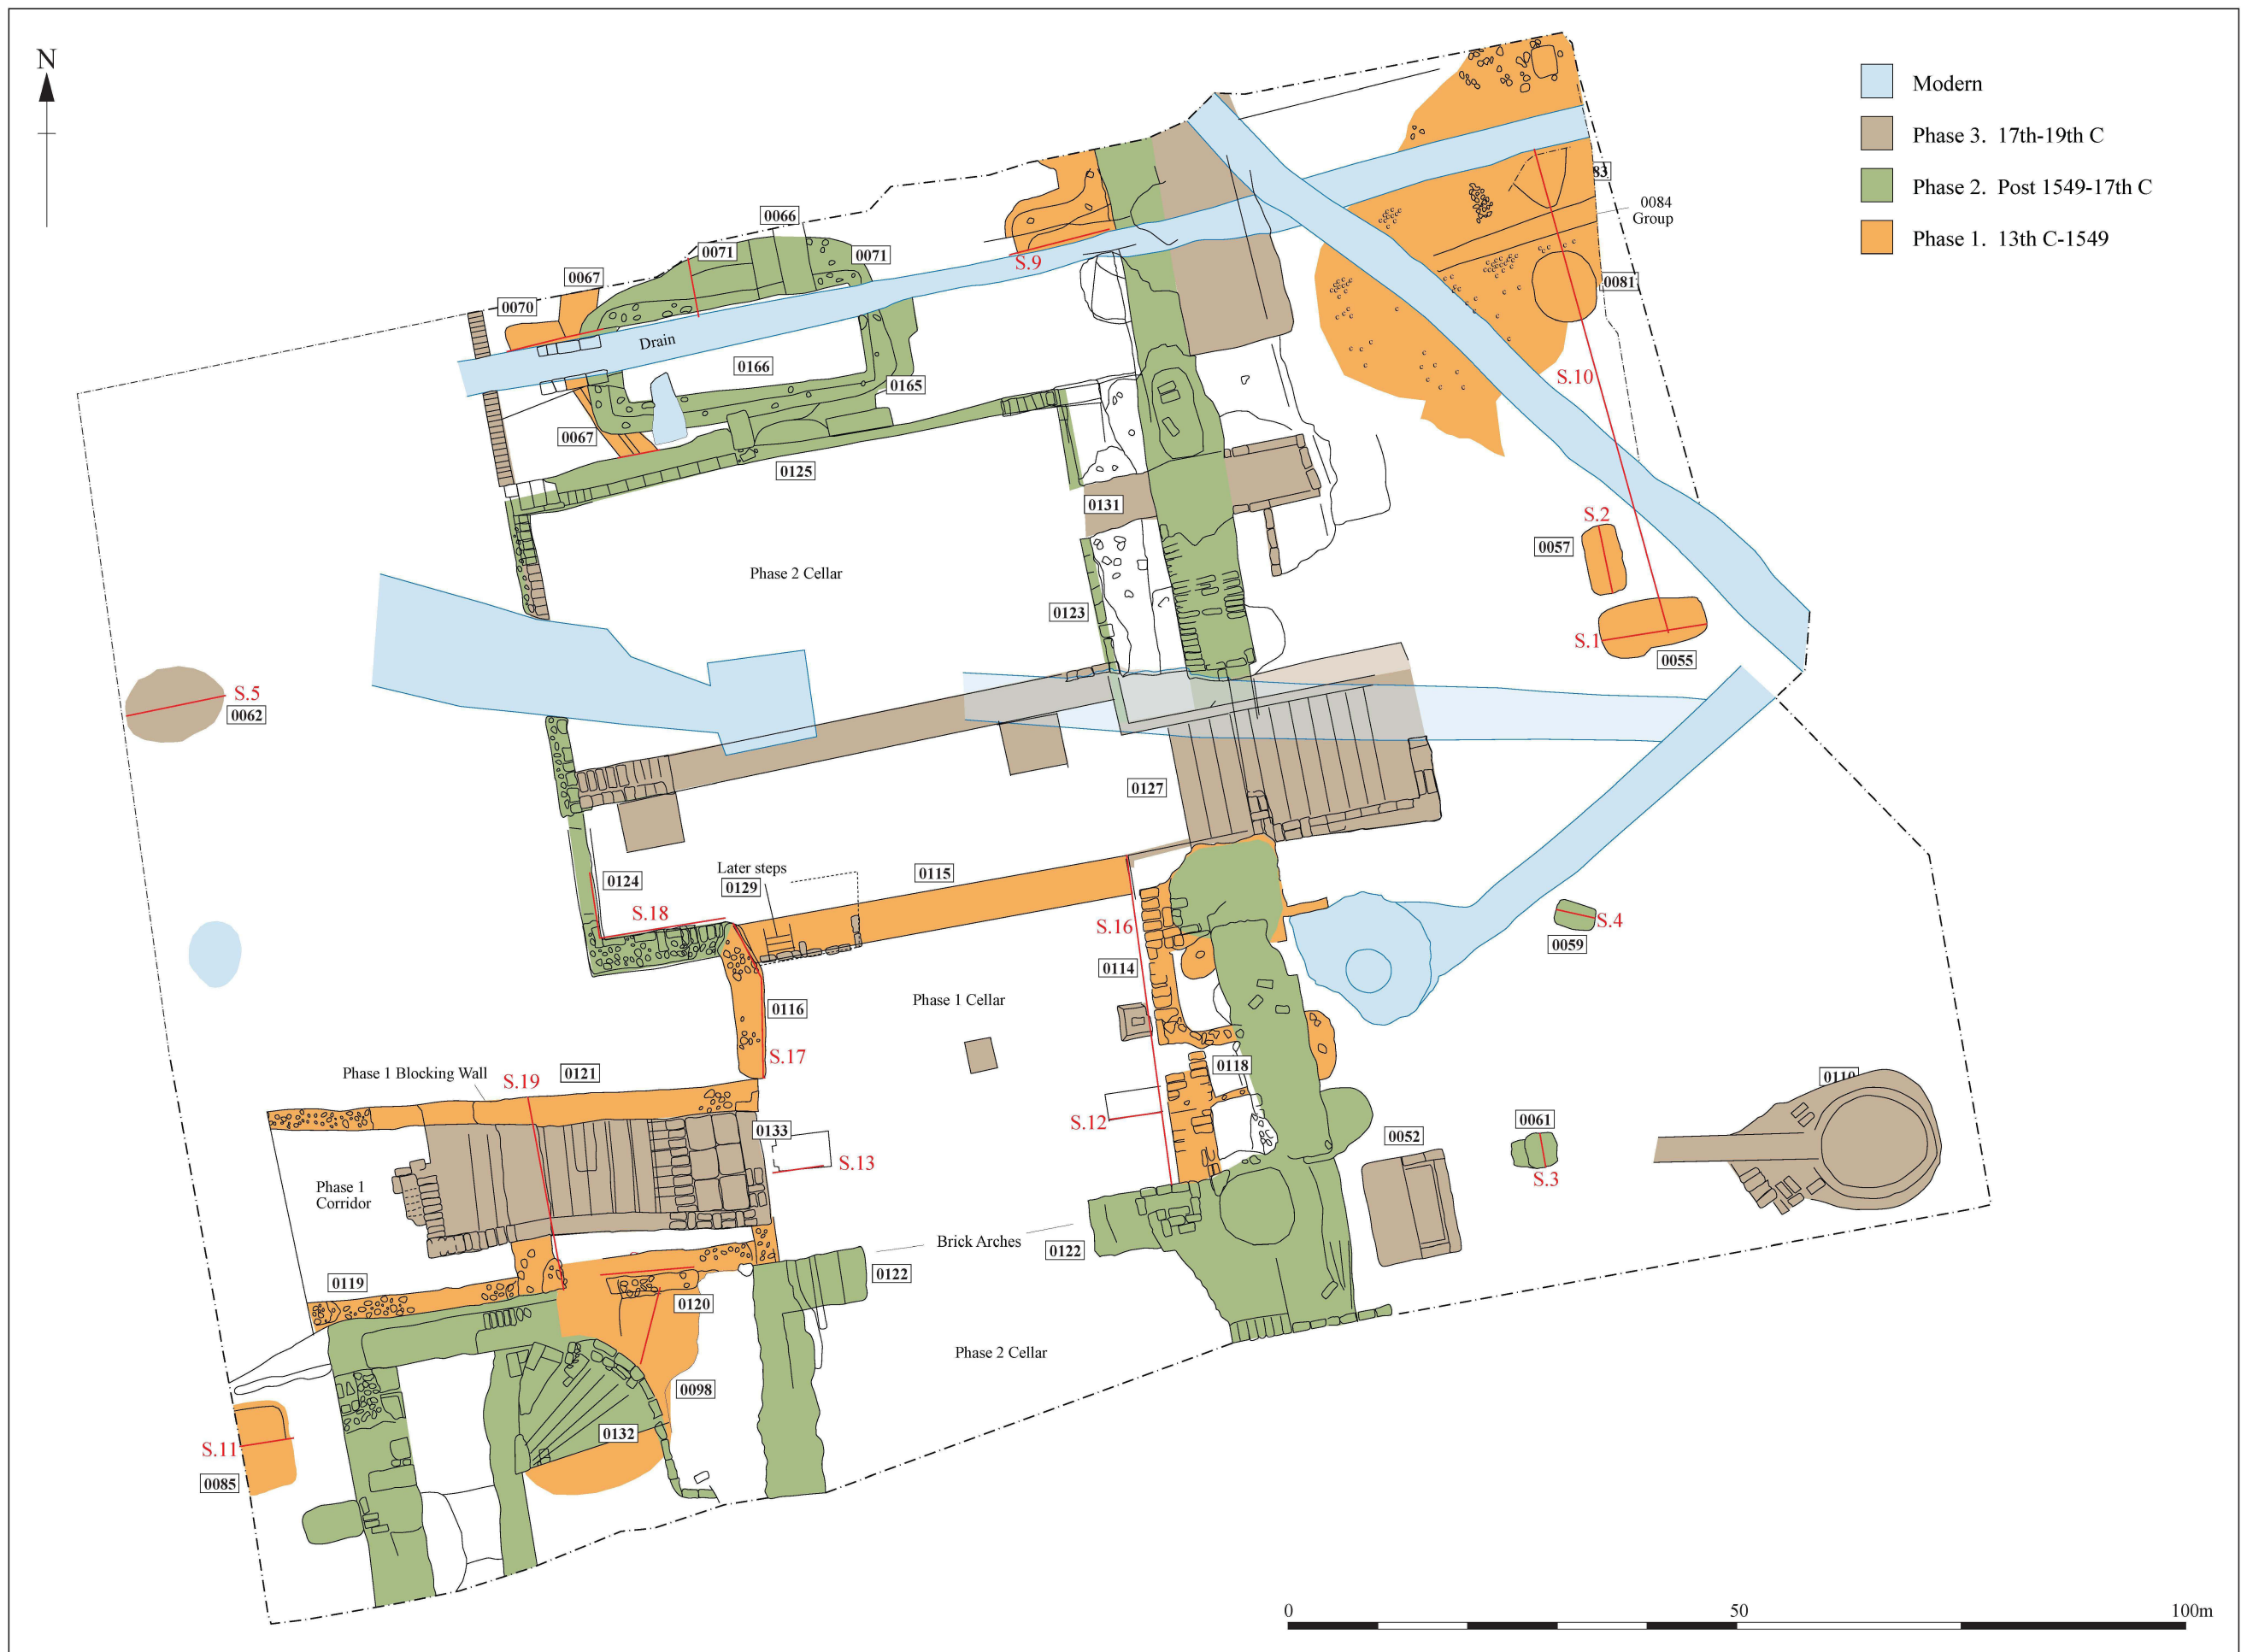 N
Modern
Phase 3. 17th-19th C
Phase 2. Post 1549-17th C
Phase 1. 13th C-1549
0066
0071
0071
0067
0070
Drain
0166
0165
0067
0125
S.9
83
0084
Group
0081
S.10
0131
S.2
0057
S.1
0055
Phase 2 Cellar
0123
S.5
0062
0127
Later steps
0129
0115
0124
S.18
S.16
0114
S.4
0059
Phase 1 Cellar
0116
S.17
0118
Phase 1 Blocking Wall
S.19
0121
0110
0061
S.3
0052
S.12
0133
S.13
Phase 1
Corridor
Brick Arches
0122
0122
0119
0120
Phase 2 Cellar
0098
0132
S.11
0085
0
50
100m